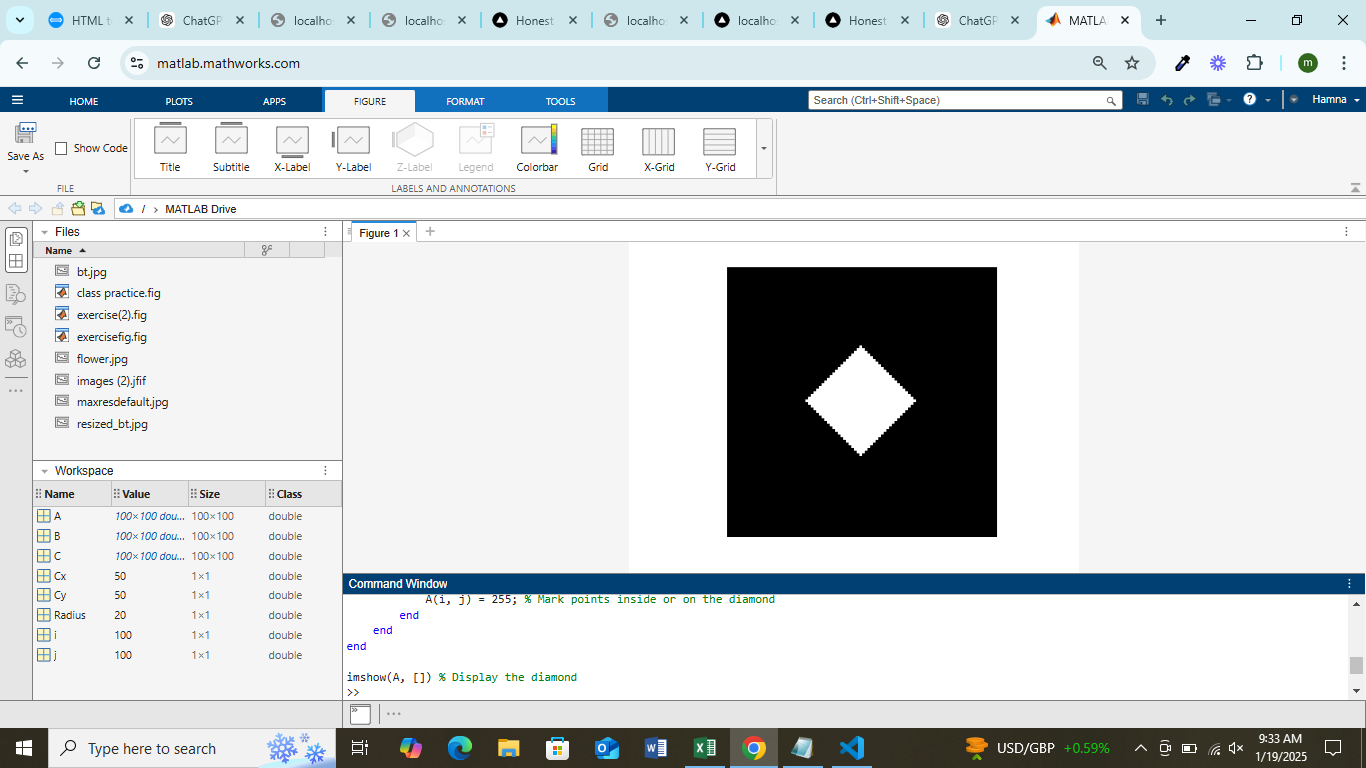 HTML t
ChatGP
localho
localho
Honest
localho
localho
Honest
ChatGP
MATLA
matlab.mathworks.com
m
HOME
PLOTS
APPS
FIGURE
FORMAT
TOOLS
Search (Ctrl+Shift+Space)
Hamna
Save As
Show Code
Title
Subtitle
X-Label
Y-Label
Z-Label
Legend
Colorbar
Grid
X-Grid
Y-Grid
FILE
LABELS AND ANNOTATIONS
/ › MATLAB Drive
Files
Name
bt.jpg
class practice.fig
exercise(2).fig
exercisefig.fig
flower.jpg
images (2).jfif
maxresdefault.jpg
resized_bt.jpg
Workspace
Name Value Size Class
A 100×100 dou... 100×100 double
B 100×100 dou... 100×100 double
C 100×100 dou... 100×100 double
Cx 50 1×1 double
Cy 50 1×1 double
Radius 20 1×1 double
i 100 1×1 double
j 100 1×1 double
Figure 1
Command Window
A(i, j) = 255; % Mark points inside or on the diamond
end
end
end
imshow(A, []) % Display the diamond
>>
Type here to search
USD/GBP +0.59%
9:33 AM
1/19/2025